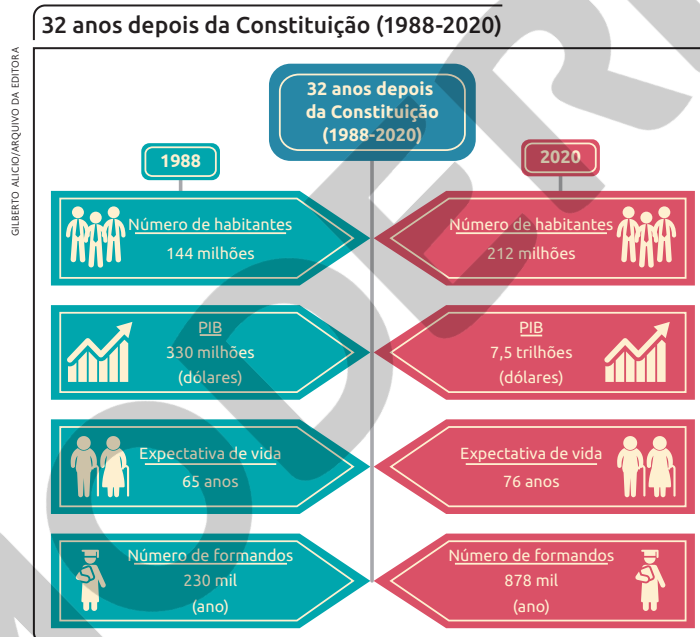 32 anos depois da Constituição (1988-2020)
GILBERTO ALICIO/ARQUIVO DA EDITORA
32 anos depois
da Constituição
(1988-2020)
1988
Número de habitantes
144 milhões
PIB
330 milhões
(dólares)
Expectativa de vida
65 anos
Número de formandos
230 mil
(ano)
2020
Número de habitantes
212 milhões
PIB
7,5 trilhões
(dólares)
Expectativa de vida
76 anos
Número de formandos
878 mil
(ano)